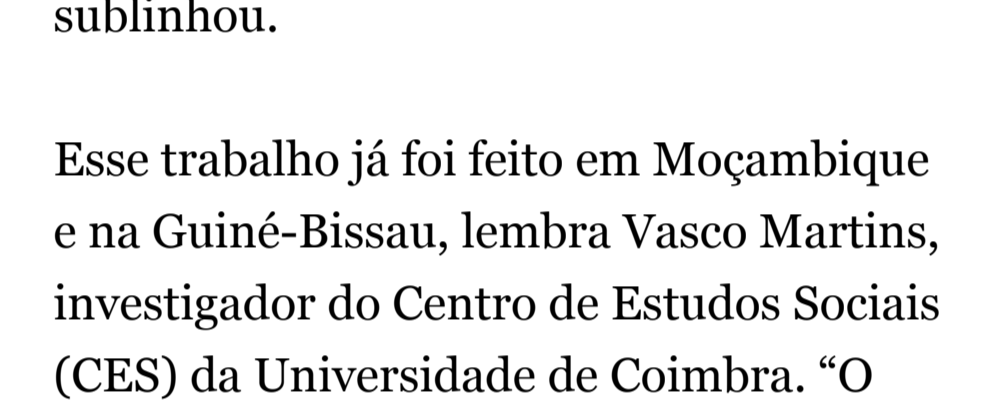 sublinhou.
Esse trabalho já foi feito em Moçambique
e na Guiné-Bissau, lembra Vasco Martins,
investigador do Centro de Estudos Sociais
(CES) da Universidade de Coimbra. “O